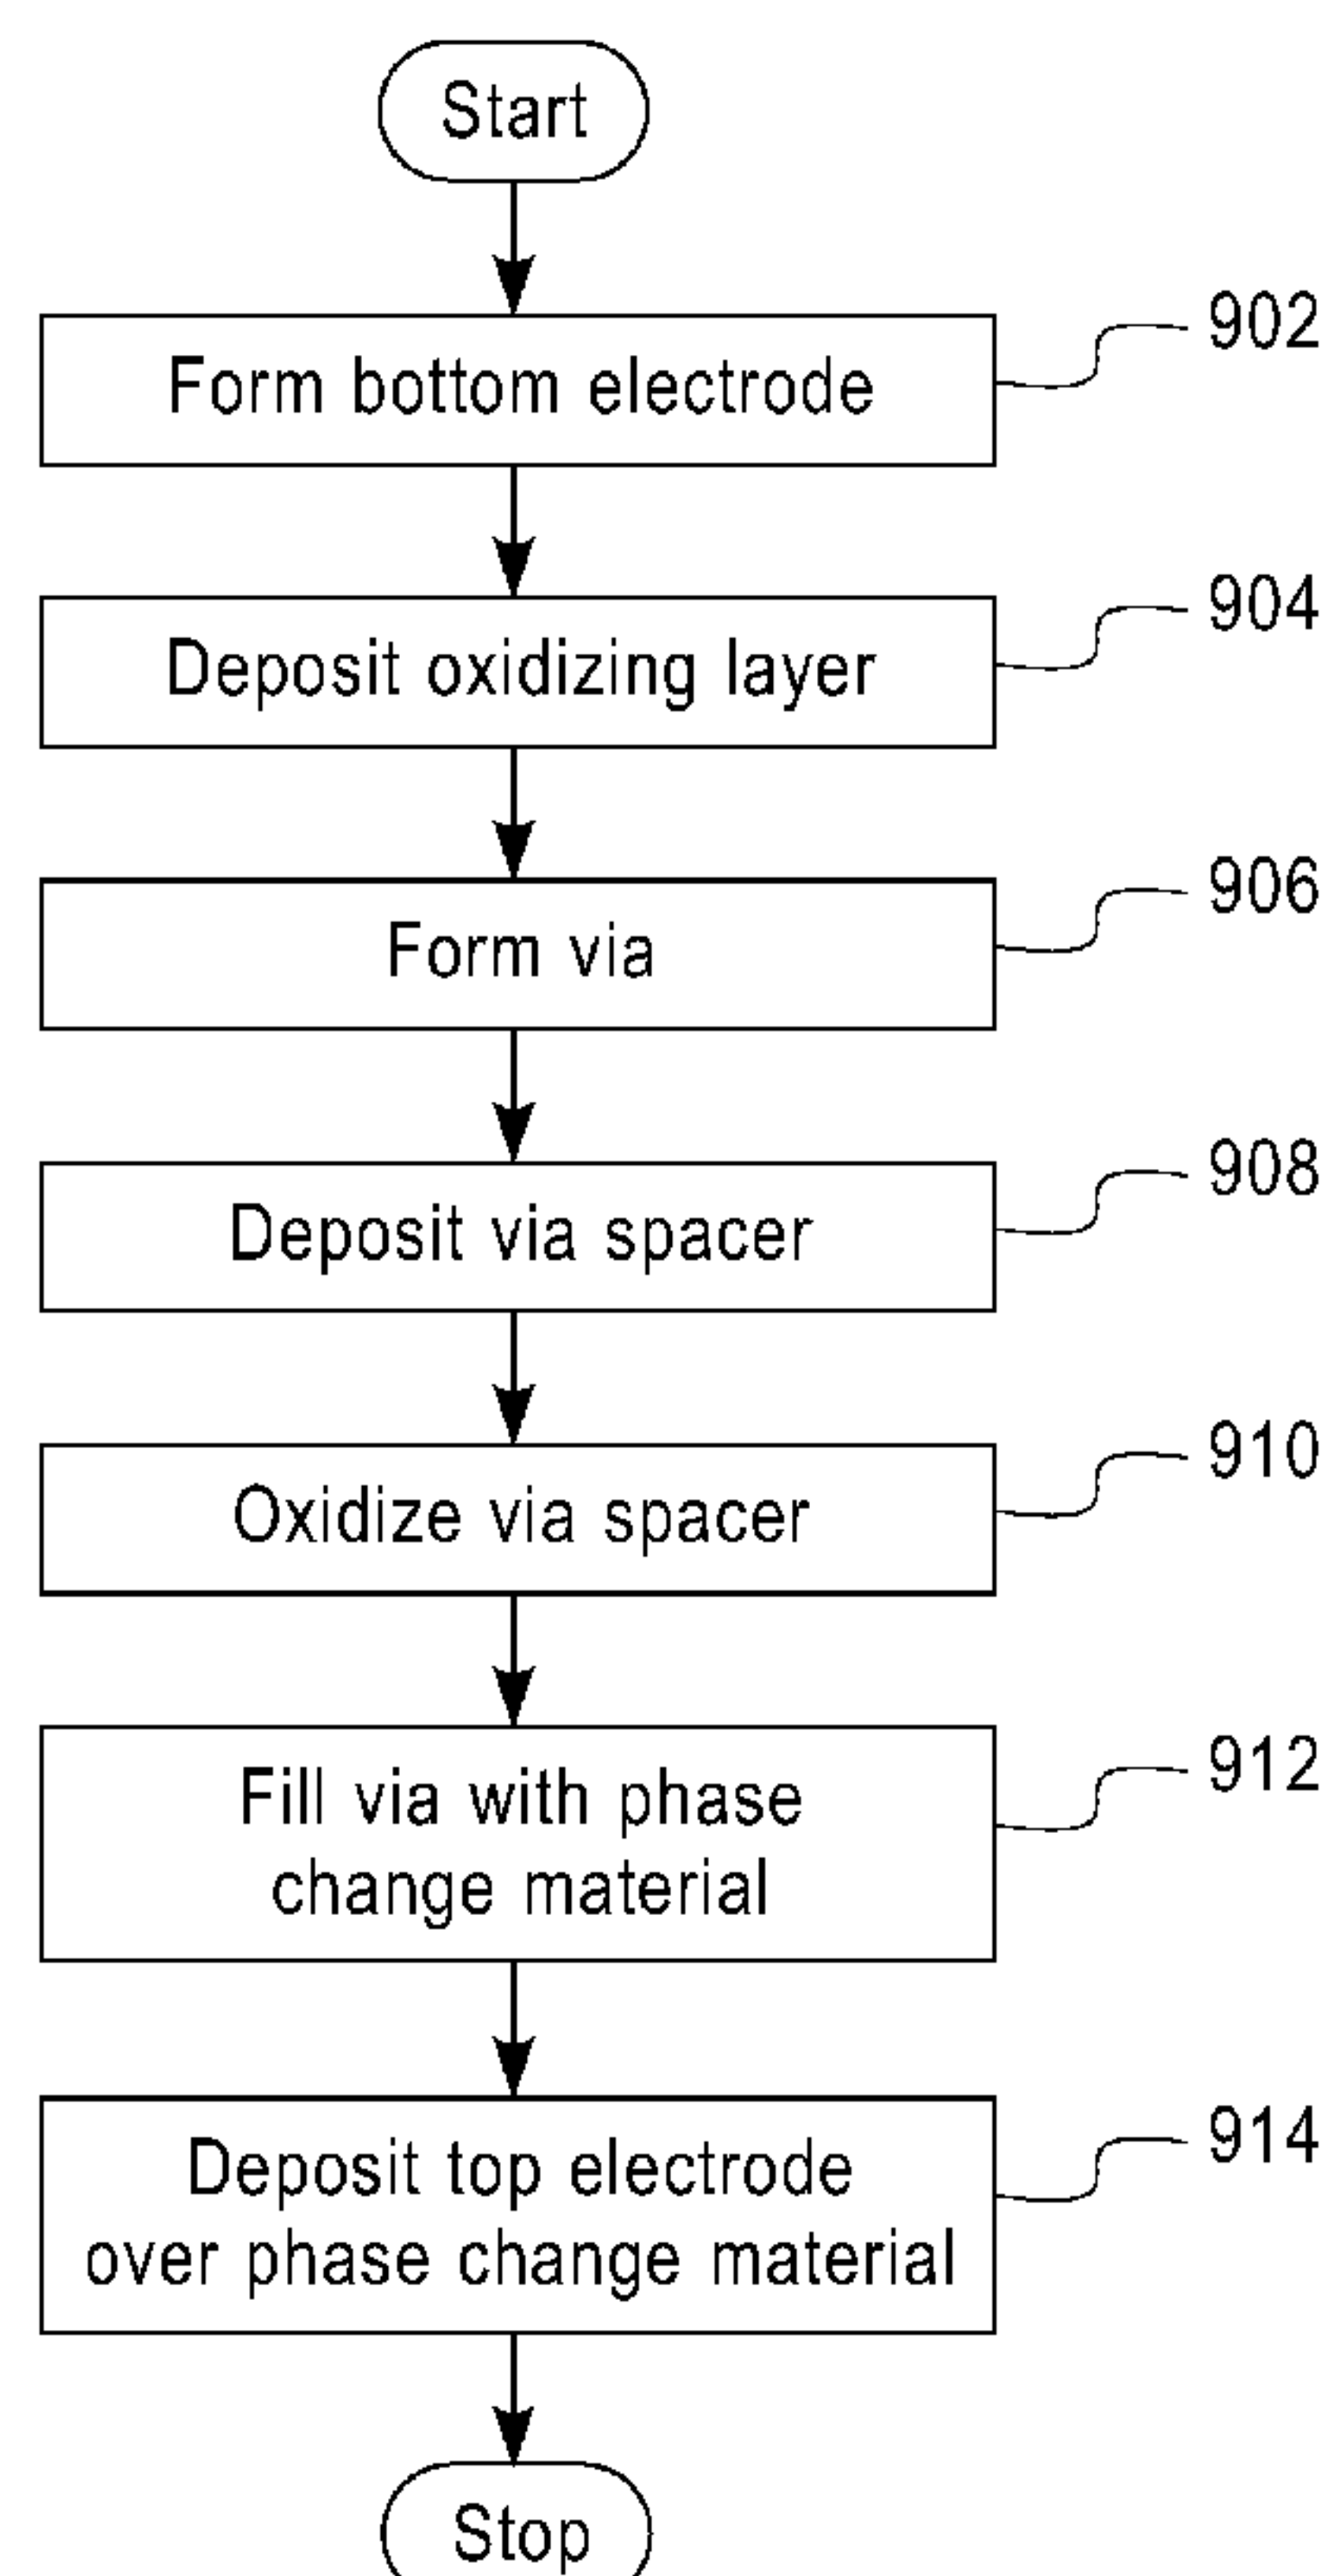 Start
Form bottom electrode
902
Deposit oxidizing layer
904
Form via
906
Deposit via spacer
908
Oxidize via spacer
910
Fill via with phase
change material
912
Deposit top electrode
over phase change material
914
Stop